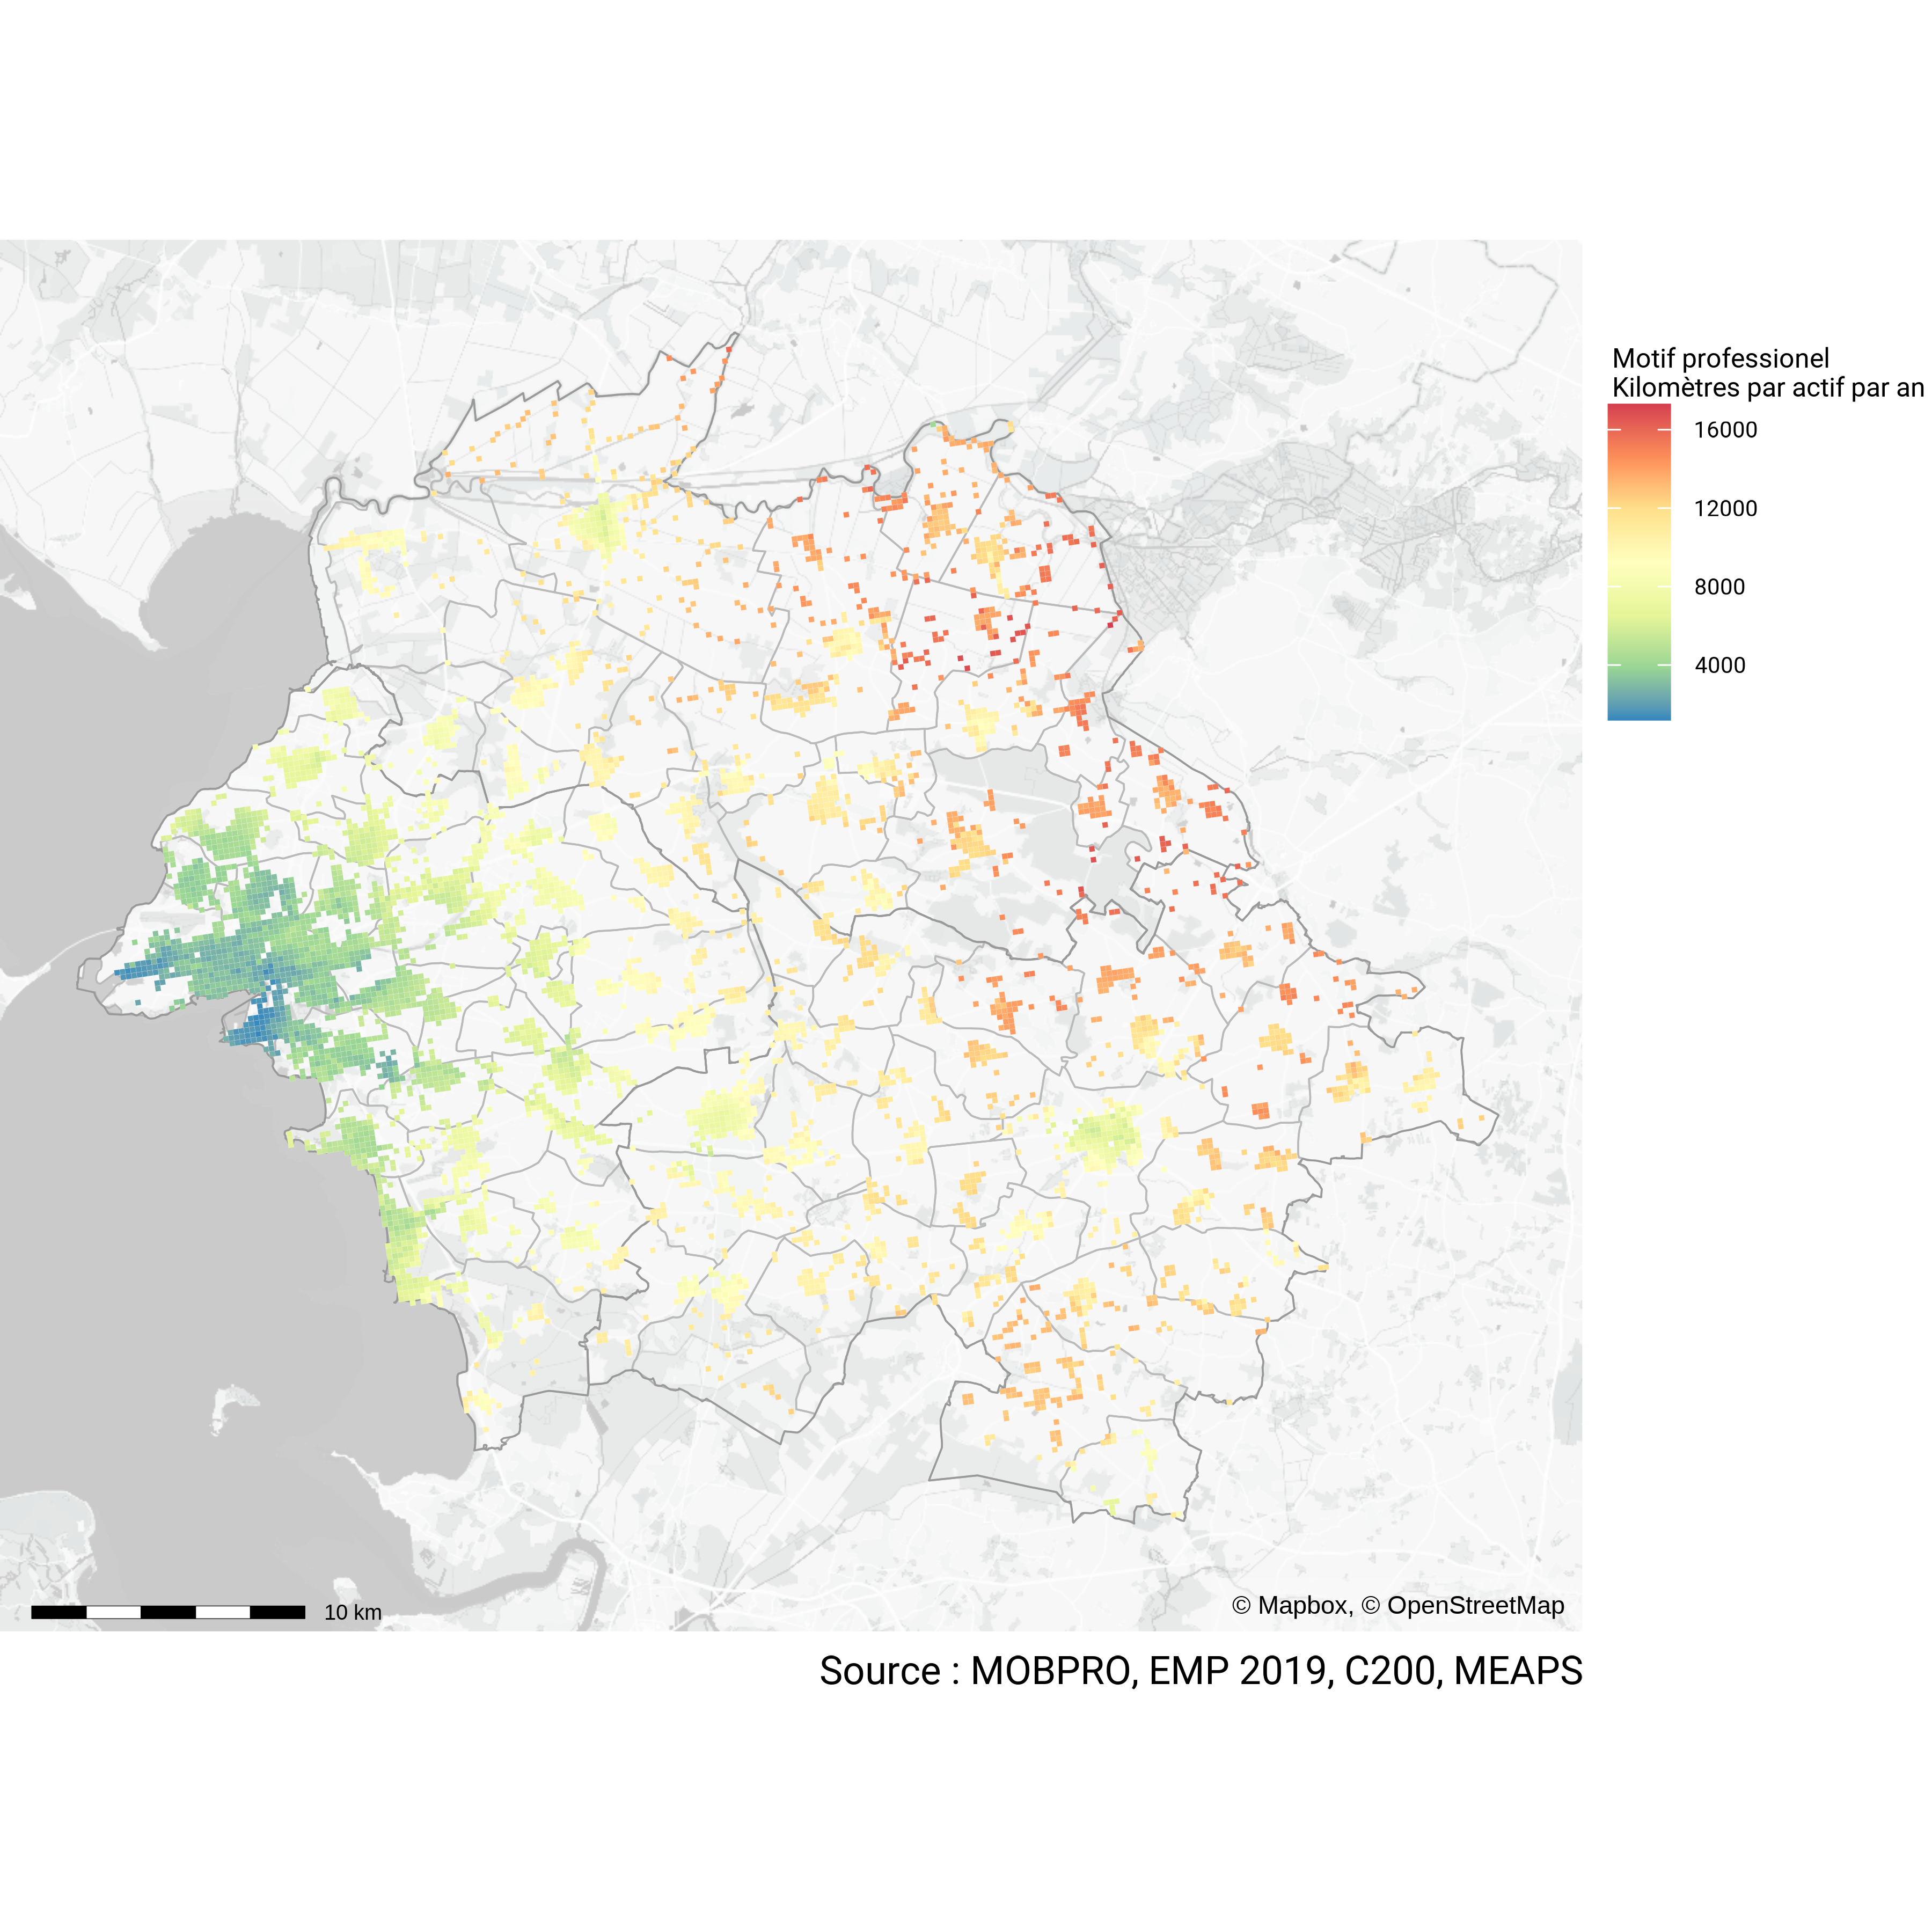 Motif professionel
Kilomètres par actif par an
16000
12000
8000
4000
10 km
© Mapbox, © OpenStreetMap
Source : MOBPRO, EMP 2019, C200, MEAPS